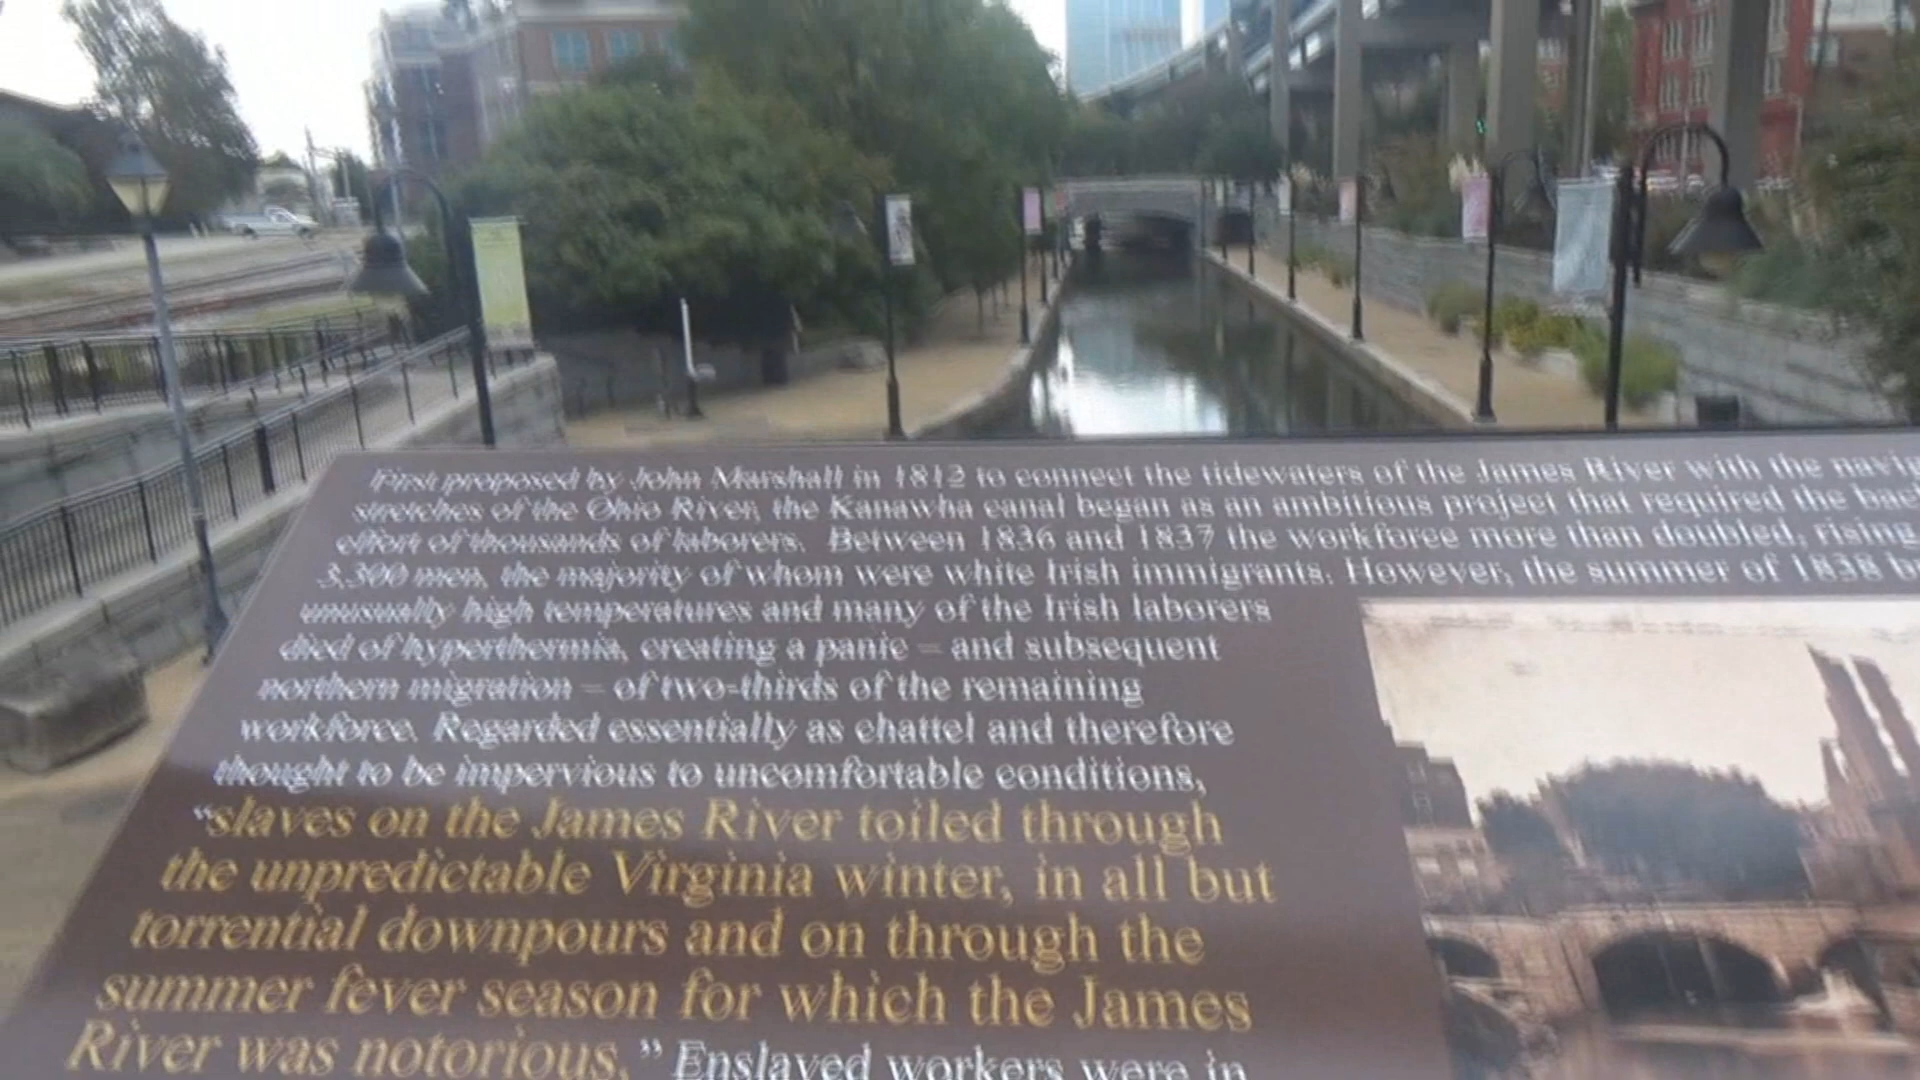 First proposed by John Marshall in 1812 to connect the tidewaters of the James River with the navig
stretches of the Ohio River, the Kanawha canal began as an ambitious project that required the bac
effort of thousands of laborers. Between 1836 and 1837 the workforce more than doubled, rising
3,300 men, the majority of whom were white Irish immigrants. However, the summer of 1838 b
unusually high temperatures and many of the Irish laborers
died of hyperthermia, creating a panic – and subsequent
northern migration – of two-thirds of the remaining
workforce. Regarded essentially as chattel and therefore
thought to be impervious to uncomfortable conditions,
“slaves on the James River toiled through
the unpredictable Virginia winter, in all but
torrential downpours and on through the
summer fever season for which the James
River was notorious.” Enslaved workers were in